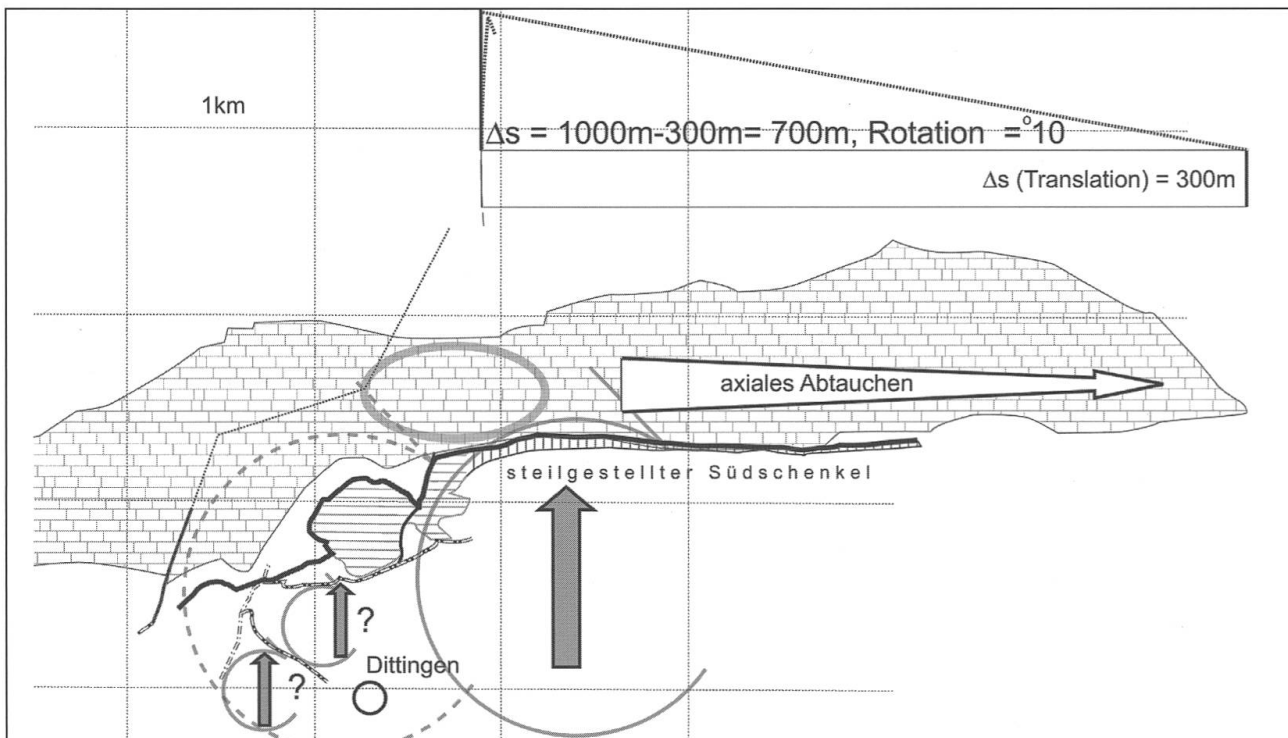 1km
Δs = 1000m-300m= 700m, Rotation =°10
Δs (Translation) = 300m
axiales Abtauchen
steilgestellter Südschenkel
?
Dittingen
?